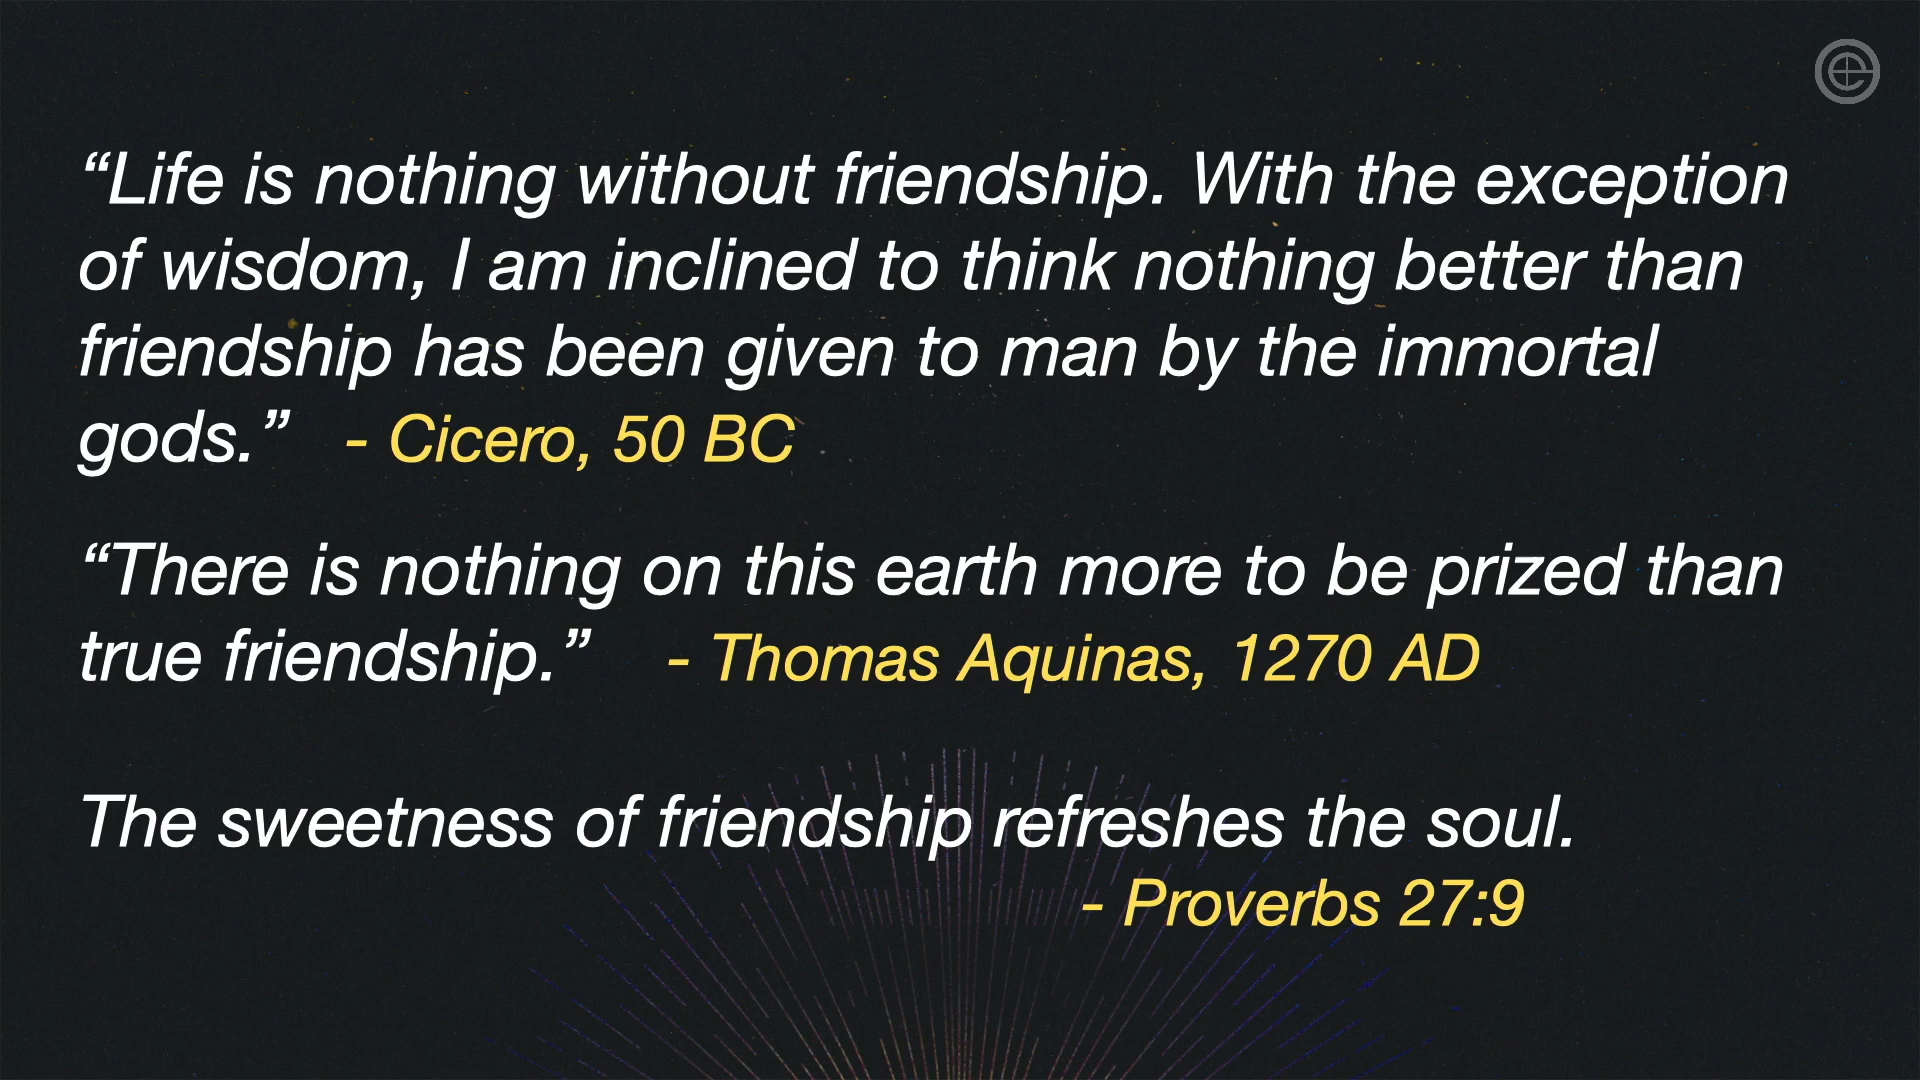 “Life is nothing without friendship. With the exception
of wisdom, I am inclined to think nothing better than
friendship has been given to man by the immortal
gods.” - Cicero, 50 BC
“There is nothing on this earth more to be prized than
true friendship.” - Thomas Aquinas, 1270 AD
The sweetness of friendship refreshes the soul.
- Proverbs 27:9